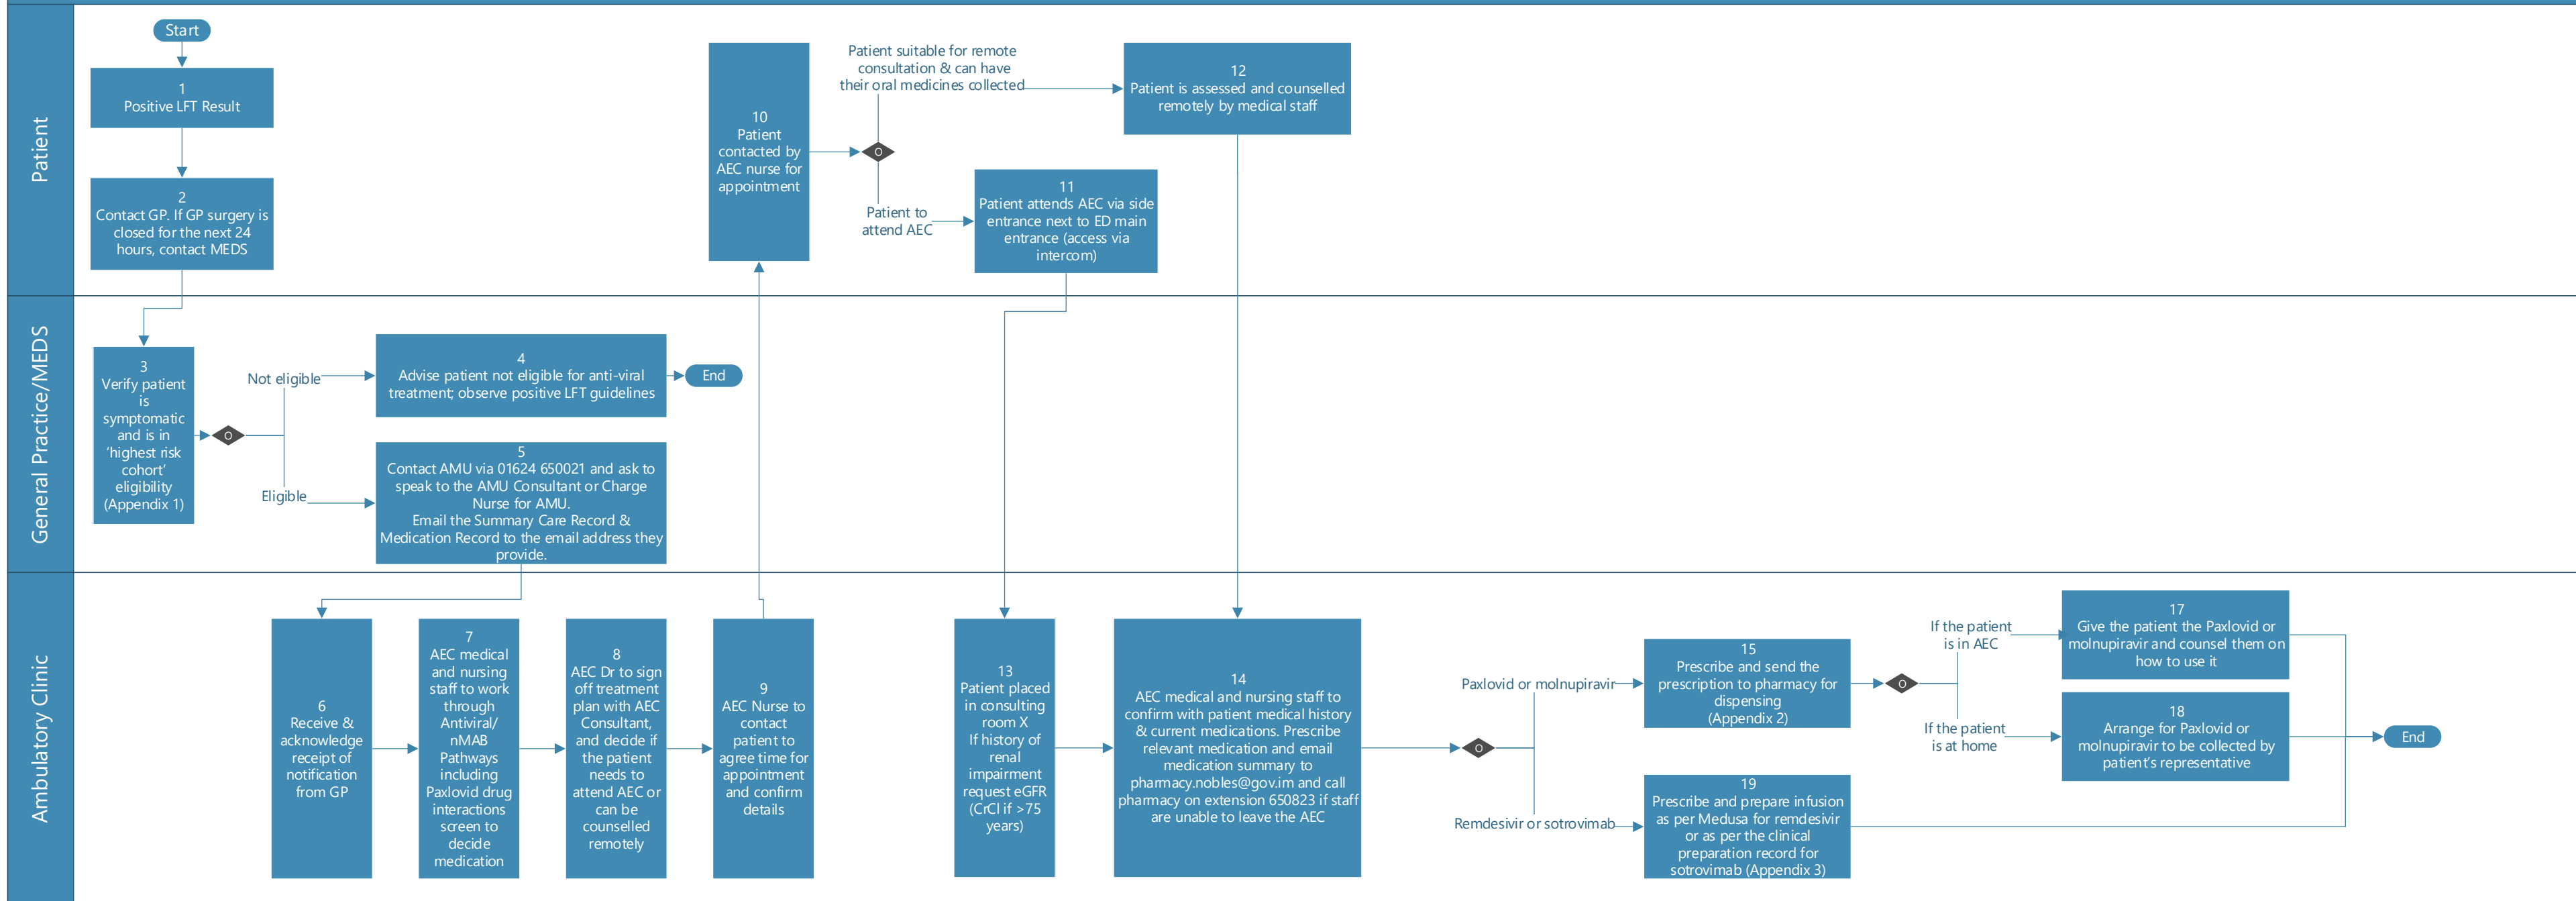 Patient
Start
1
Positive LFT Result
2
Contact GP. If GP surgery is
closed for the next 24
hours, contact MEDS
10
Patient
contacted by
AEC nurse for
appointment
O
Patient suitable for remote
consultation & can have
their oral medicines collected
Patient to
attend AEC
12
Patient is assessed and counselled
remotely by medical staff
11
Patient attends AEC via side
entrance next to ED main
entrance (access via
intercom)
General Practice/MEDS
3
Verify patient
is
symptomatic
and is in
‘highest risk
cohort’
eligibility
(Appendix 1)
O
Not eligible
Eligible
4
Advise patient not eligible for anti-viral
treatment; observe positive LFT guidelines
End
5
Contact AMU via 01624 650021 and ask to
speak to the AMU Consultant or Charge
Nurse for AMU.
Email the Summary Care Record &
Medication Record to the email address they
provide.
Ambulatory Clinic
6
Receive &
acknowledge
receipt of
notification
from GP
7
AEC medical
and nursing
staff to work
through
Antiviral/
nMAB
Pathways
including
Paxlovid drug
interactions
screen to
decide
medication
8
AEC Dr to sign
off treatment
plan with AEC
Consultant,
and decide if
the patient
needs to
attend AEC or
can be
counselled
remotely
9
AEC Nurse to
contact
patient to
agree time for
appointment
and confirm
details
13
Patient placed
in consulting
room X
If history of
renal
impairment
request eGFR
(CrCl if >75
years)
14
AEC medical and nursing staff to
confirm with patient medical history
& current medications. Prescribe
relevant medication and email
medication summary to
pharmacy.nobles@gov.im and call
pharmacy on extension 650823 if staff
are unable to leave the AEC
O
Paxlovid or molnupiravir
Remdesivir or sotrovimab
15
Prescribe and send the
prescription to pharmacy for
dispensing
(Appendix 2)
O
If the patient
is in AEC
If the patient
is at home
17
Give the patient the Paxlovid or
molnupiravir and counsel them on
how to use it
18
Arrange for Paxlovid or
molnupiravir to be collected by
patient’s representative
19
Prescribe and prepare infusion
as per Medusa for remdesivir
or as per the clinical
preparation record for
sotrovimab (Appendix 3)
End